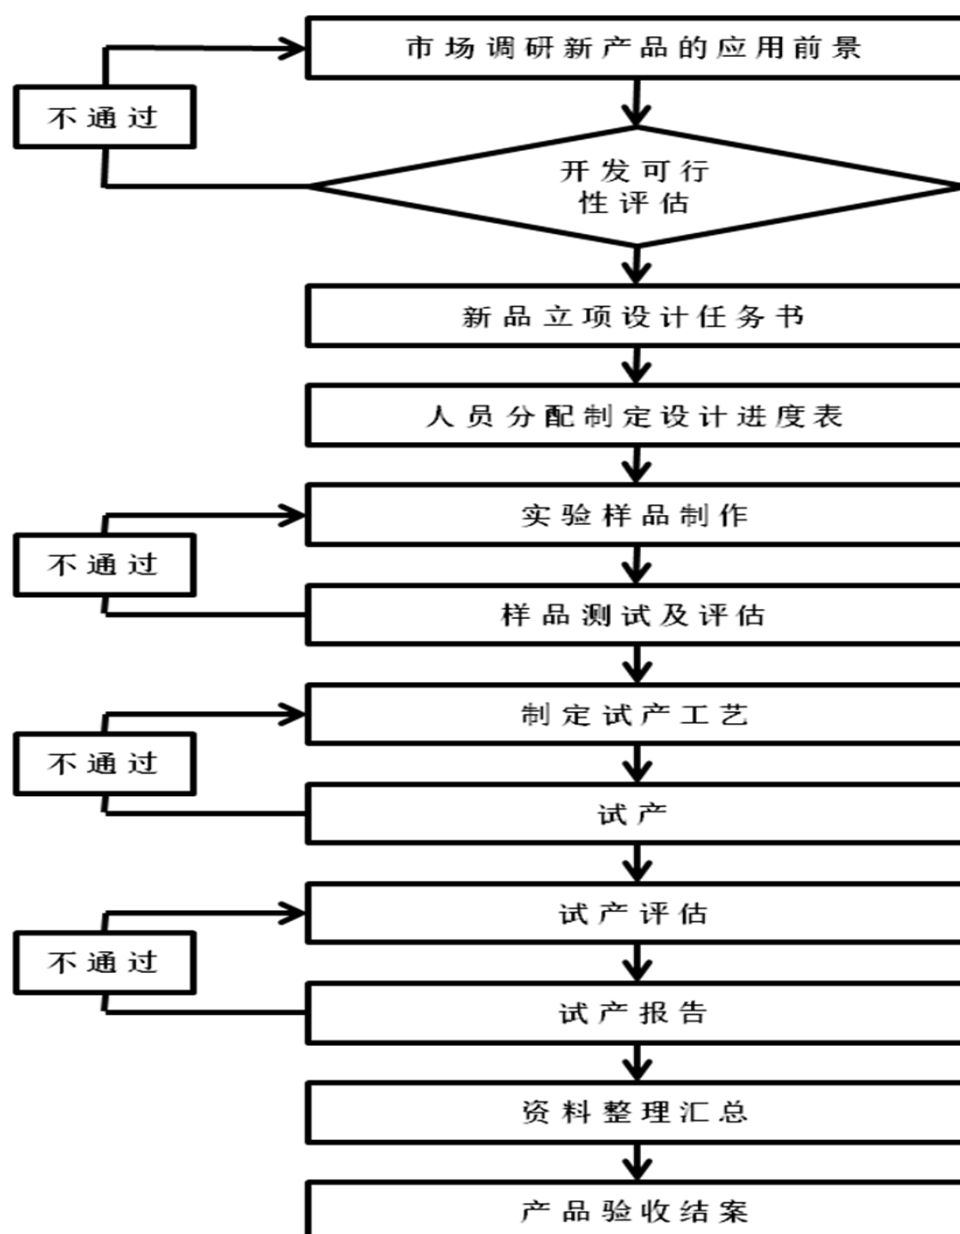 市场调研新产品的应用前景
不通过
开发可行
性评估
新品立项设计任务书
人员分配制定设计进度表
实验样品制作
不通过
样品测试及评估
制定试产工艺
不通过
试产
试产评估
不通过
试产报告
资料整理汇总
产品验收结案